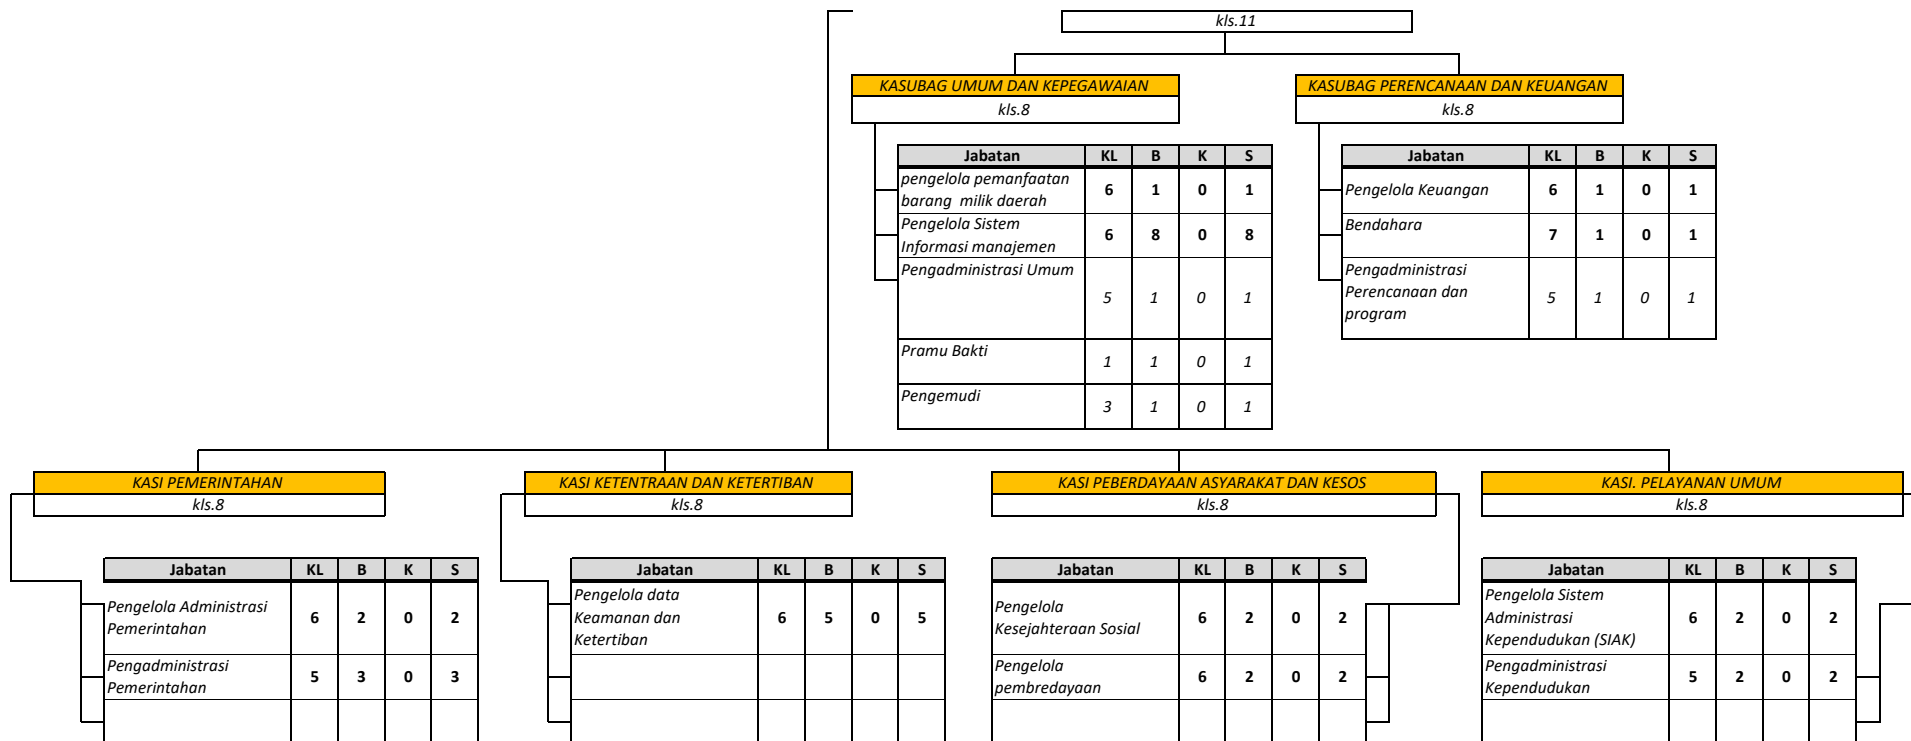 kls.11
KASUBAG UMUM DAN KEPEGAWAIAN
kls.8
KASUBAG PERENCANAAN DAN KEUANGAN
kls.8
Jabatan KL B K S
pengelola pemanfaatan
barang milik daerah 6 1 0 1
Pengelola Sistem
Informasi manajemen 6 8 0 8
Pengadministrasi Umum 5 1 0 1
Pramu Bakti 1 1 0 1
Pengemudi 3 1 0 1
Jabatan KL B K S
Pengelola Keuangan 6 1 0 1
Bendahara 7 1 0 1
Pengadministrasi
Perencanaan dan 5 1 0 1
program
KASI PEMERINTAHAN
kls.8
KASI KETENTRAAN DAN KETERTIBAN
kls.8
KASI PEBERDAYAAN ASYARAKAT DAN KESOS
kls.8
KASI. PELAYANAN UMUM
kls.8
Jabatan KL B K S
Pengelola Administrasi
Pemerintahan 6 2 0 2
Pengadministrasi
Pemerintahan 5 3 0 3
Jabatan KL B K S
Pengelola data
Keamanan dan 6 5 0 5
Ketertiban
Jabatan KL B K S
Pengelola
Kesejahteraan Sosial 6 2 0 2
Pengelola
pembredayaan 6 2 0 2
Jabatan KL B K S
Pengelola Sistem
Administrasi 6 2 0 2
Kependudukan (SIAK)
Pengadministrasi
Kependudukan 5 2 0 2